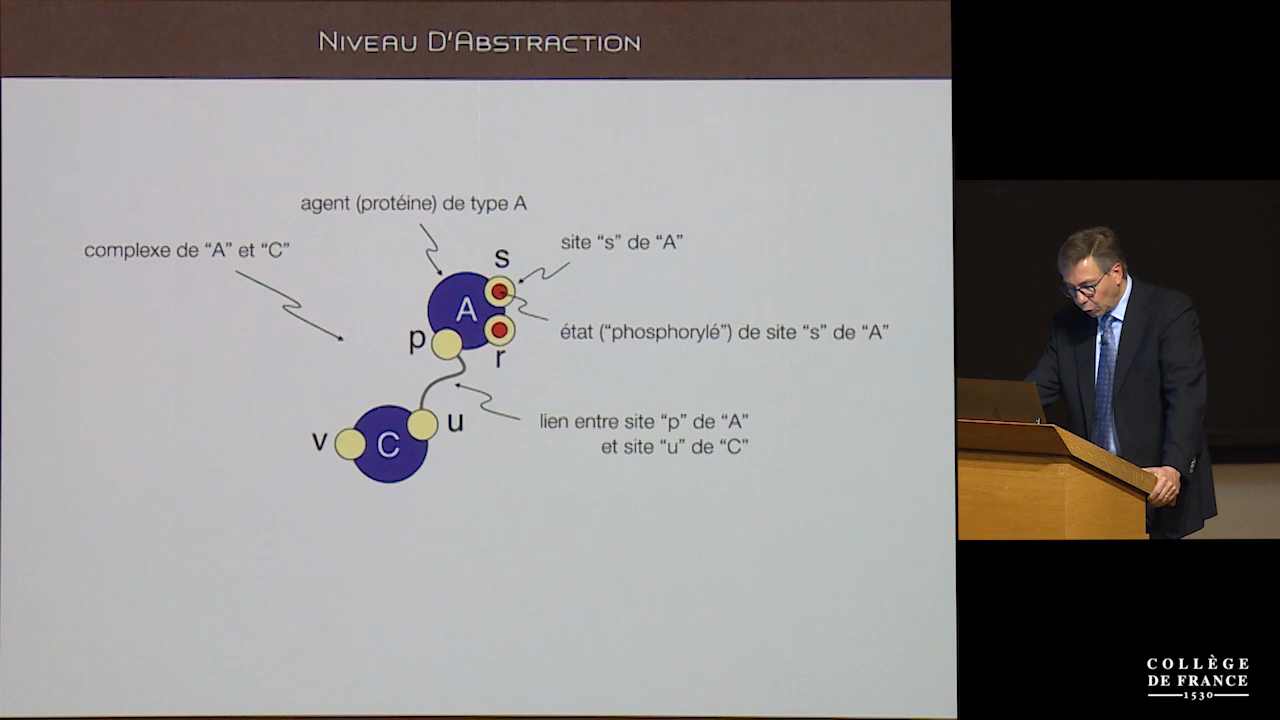 NIVEAU D'ABSTRACTION
agent (protéine) de type A
complexe de “A” et “C”
site “s” de “A”
s
A
état (“phosphorylé”) de site “s” de “A”
p
r
lien entre site “p” de “A”
et site “u” de “C”
v
C
u
COLLÈGE
DE FRANCE
1530